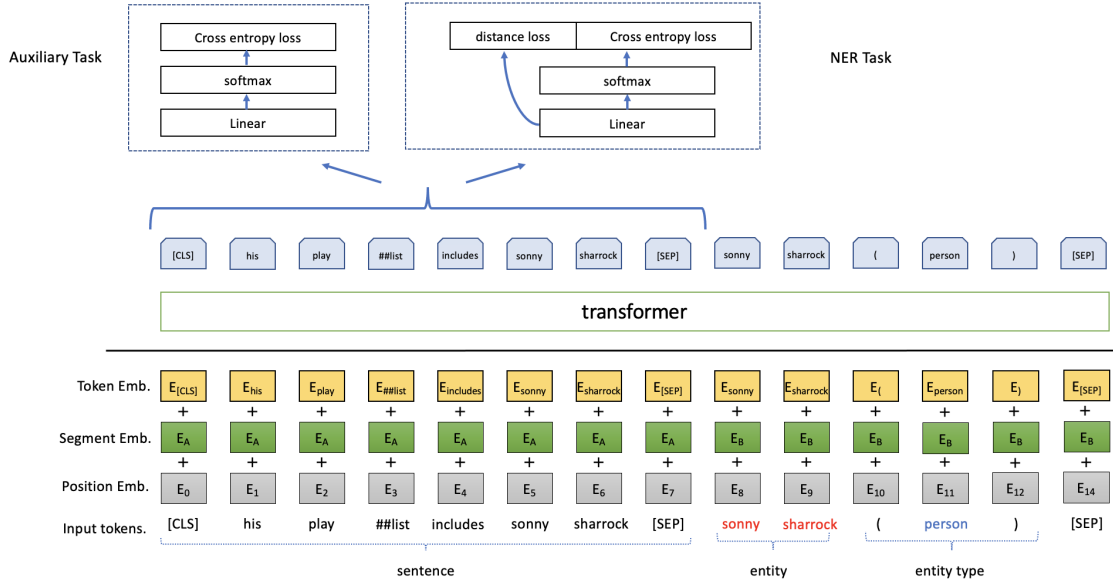 Auxiliary Task
Cross entropy loss
softmax
Linear
distance loss Cross entropy loss
softmax
Linear
NER Task
[CLS] his play ##list includes sonny sharrock [SEP] sonny sharrock ( person ) [SEP]
transformer
Token Emb. E[CLS] Ehis Eplay E##list Eincludes Esonny Esharrock E[SEP] Esonny Esharrock E( Eperson E) E[SEP]
+ + + + + + + + + + + + + +
Segment Emb. EA EA EA EA EA EA EA EA EB EB EB EB EB EB
+ + + + + + + + + + + + + +
Position Emb. E0 E1 E2 E3 E4 E5 E6 E7 E8 E9 E10 E11 E12 E14
Input tokens. [CLS] his play ##list includes sonny sharrock [SEP] sonny sharrock ( person ) [SEP]
sentence entity entity type